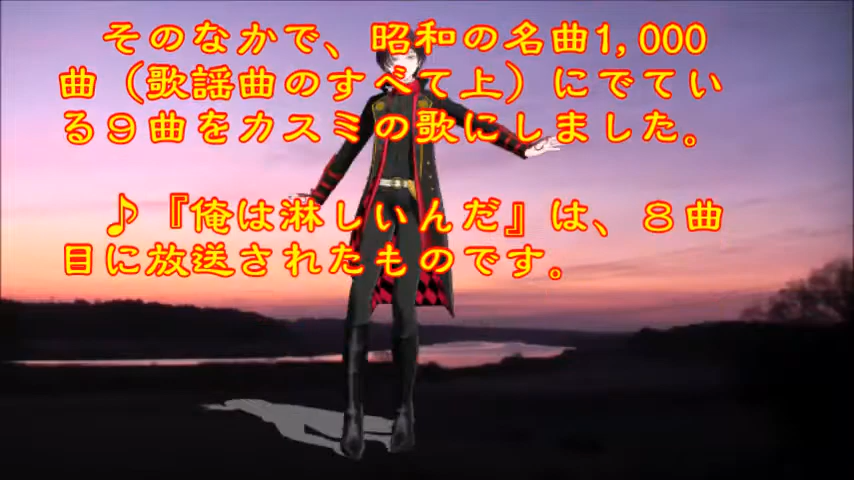 そのなかで、昭和の名曲1,000
曲（歌謡曲のすべて上）にでてい
る９曲をカスミの歌にしました。
♪『俺は淋しいんだ』は、８曲
目に放送されたものです。